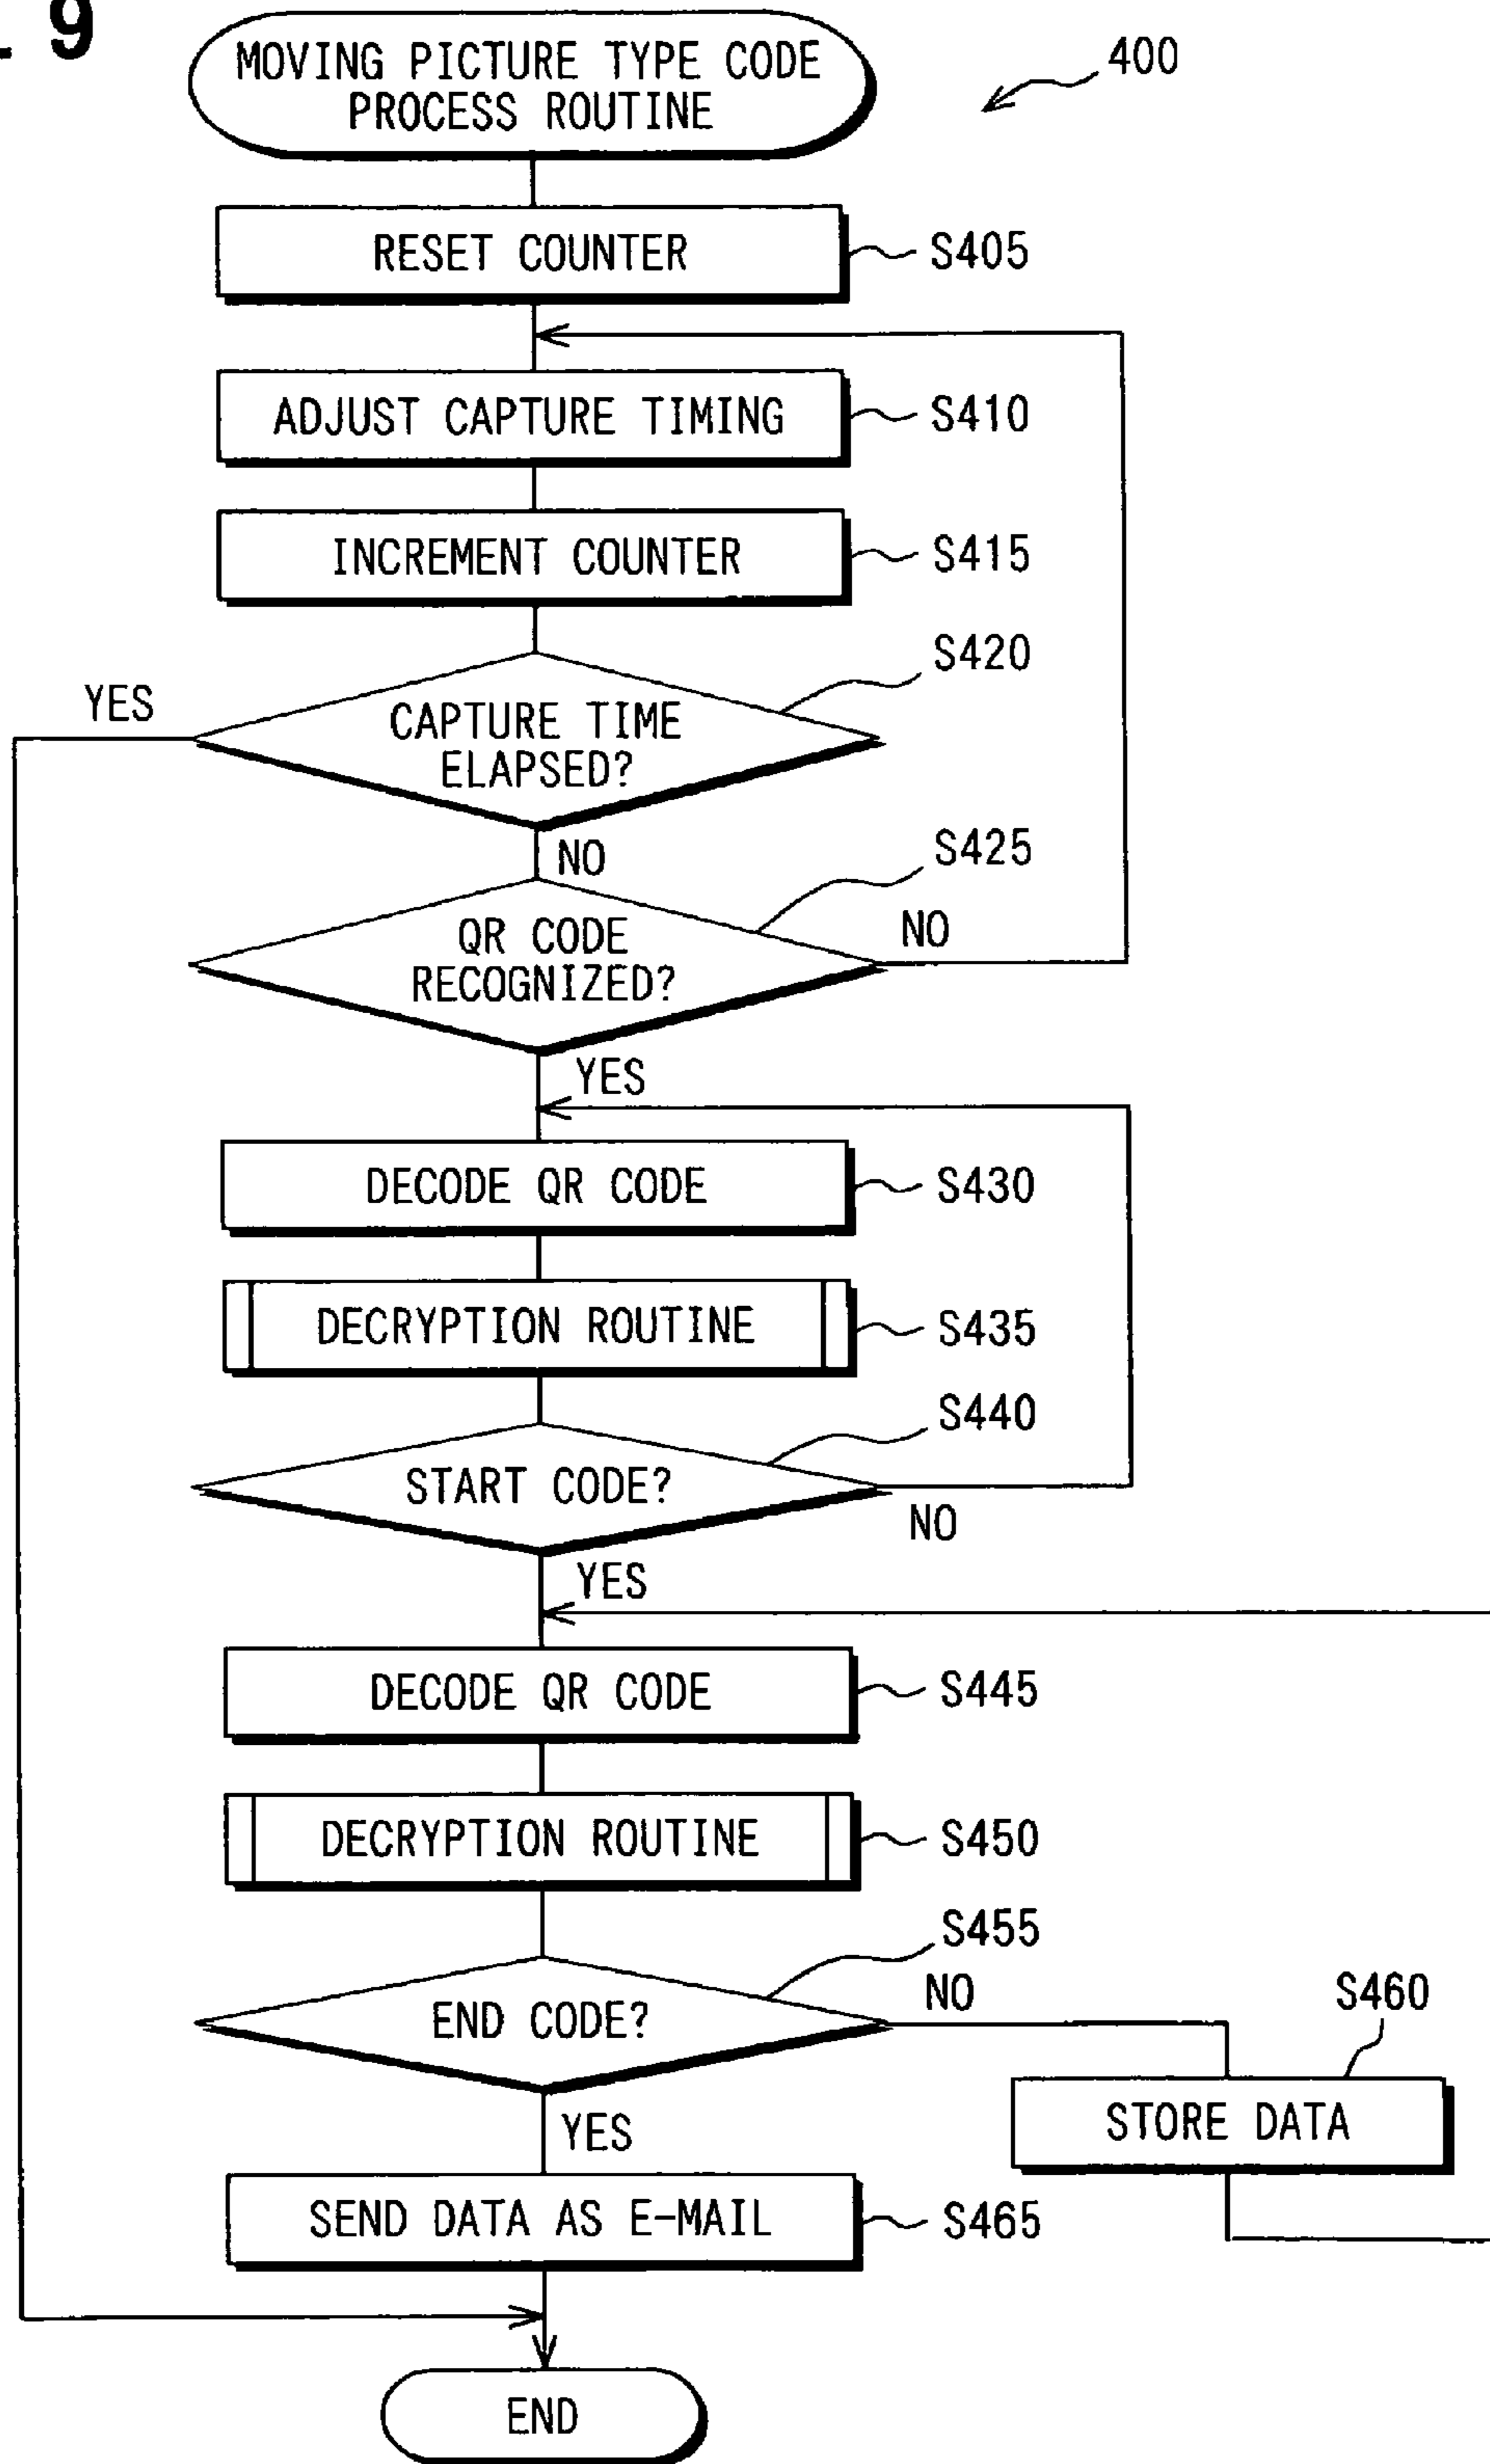 9
MOVING PICTURE TYPE CODE
PROCESS ROUTINE
400
RESET COUNTER
S405
ADJUST CAPTURE TIMING
S410
INCREMENT COUNTER
S415
S420
YES
CAPTURE TIME
ELAPSED?
NO
S425
QR CODE
RECOGNIZED?
NO
YES
DECODE QR CODE
S430
DECRYPTION ROUTINE
S435
S440
START CODE?
NO
YES
DECODE QR CODE
S445
DECRYPTION ROUTINE
S450
S455
END CODE?
NO
S460
STORE DATA
YES
SEND DATA AS E-MAIL
S465
END